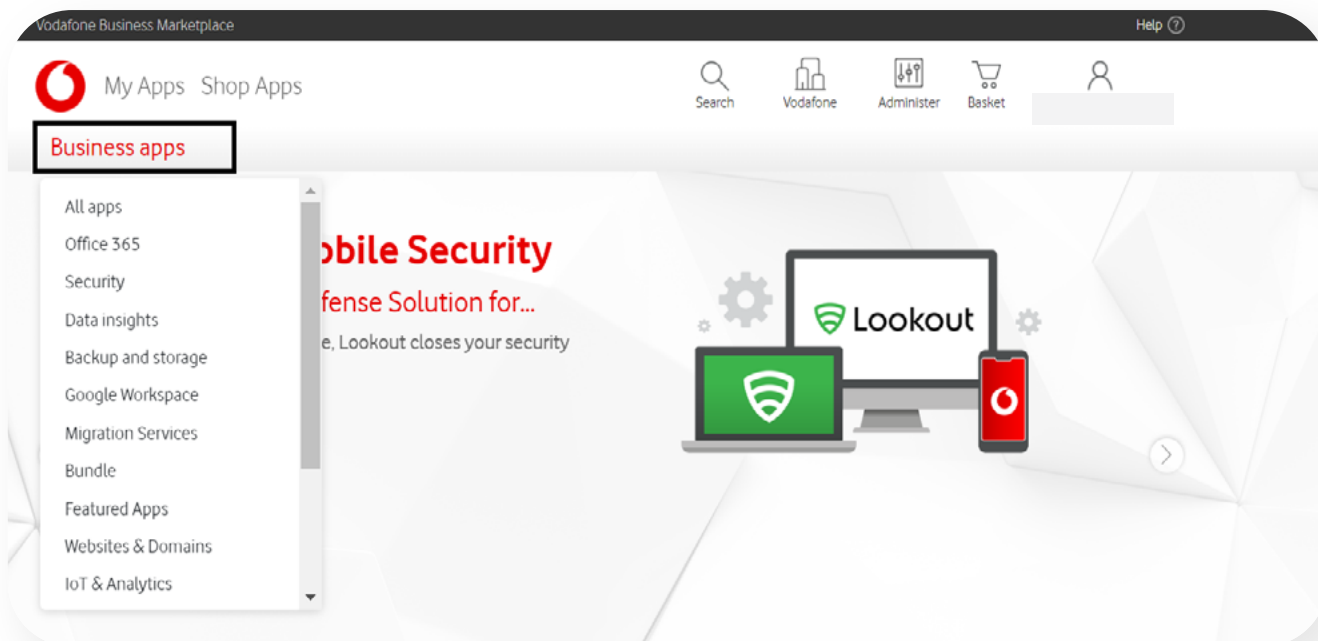 Vodafone Business Marketplace
Help ?
My Apps Shop Apps
Search Vodafone Administer Basket
Business apps
All apps
Office 365
Security
Data insights
Backup and storage
Google Workspace
Migration Services
Bundle
Featured Apps
Websites & Domains
IoT & Analytics
Security
fense Solution for...
e, Lookout closes your security
Lookout